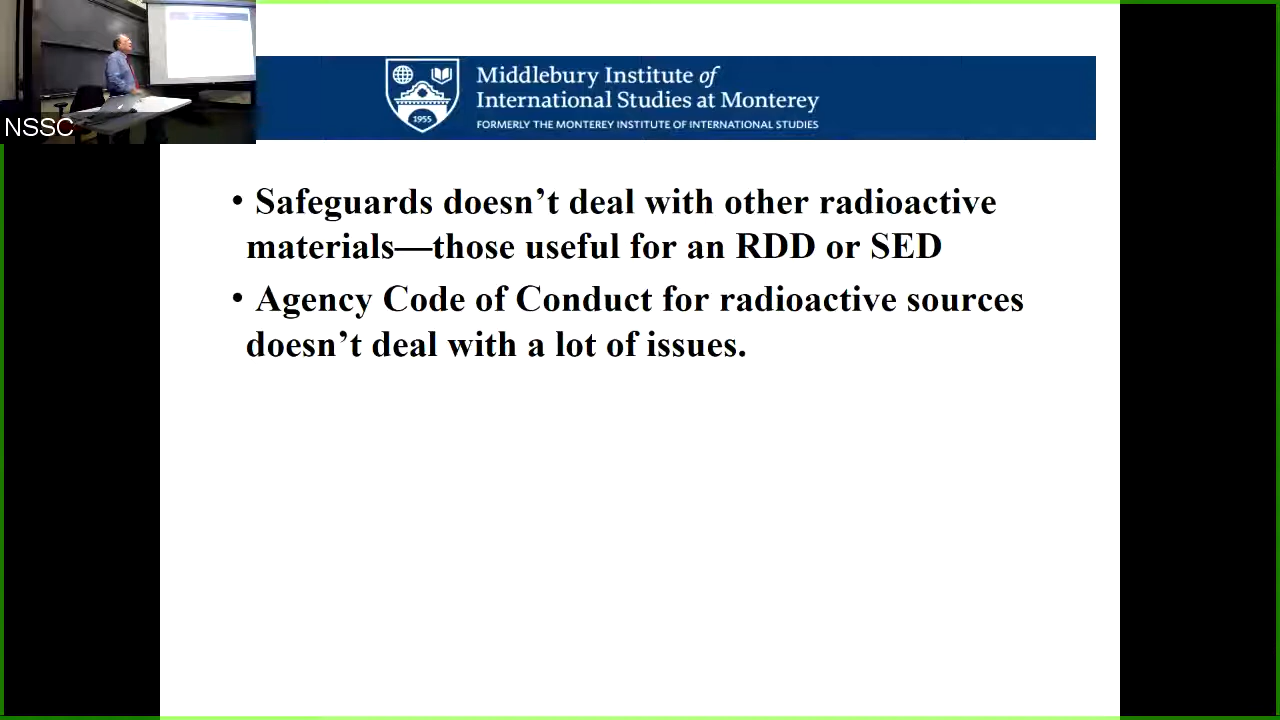 NSSC
Middlebury Institute of
International Studies at Monterey
FORMERLY THE MONTEREY INSTITUTE OF INTERNATIONAL STUDIES
1955
• Safeguards doesn’t deal with other radioactive
materials—those useful for an RDD or SED
• Agency Code of Conduct for radioactive sources
doesn’t deal with a lot of issues.